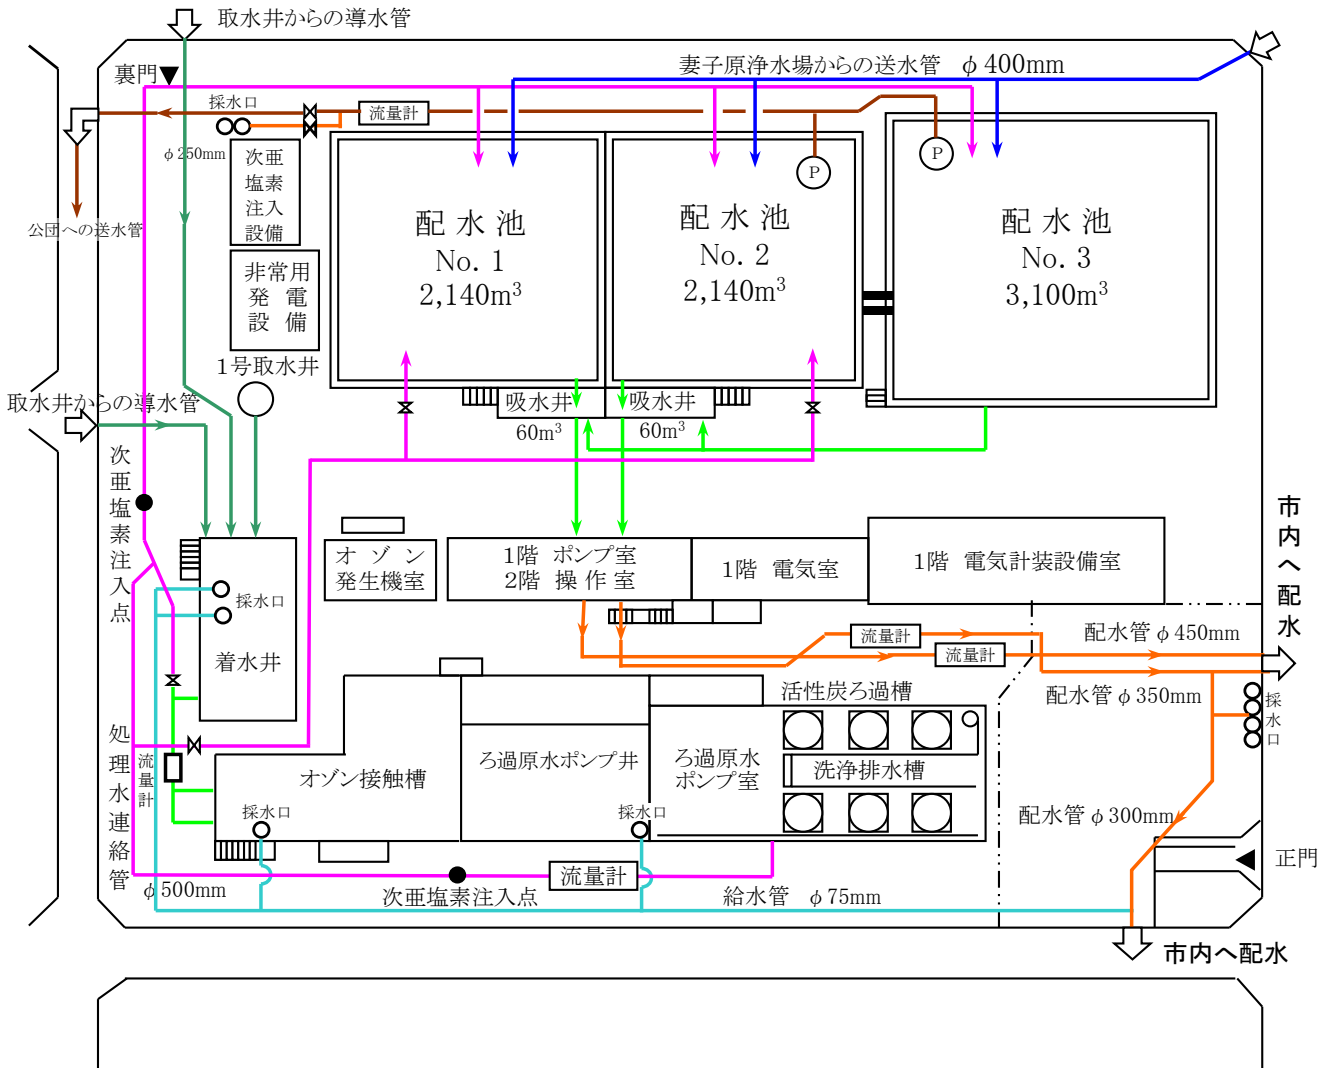 取水井からの導水管
裏門
妻子原浄水場からの送水管 φ400mm
採水口
流量計
φ250mm
公団への送水管
次亜
塩素
注入
設備
非常用
発電
設備
1号取水井
配水池
No. 1
2,140m³
配水池
No. 2
2,140m³
P
配水池
No. 3
3,100m³
P
取水井からの導水管
吸水井
60m³
吸水井
60m³
次亜塩素注入点
採水口
着水井
オゾン
発生機室
1階 ポンプ室
2階 操作室
1階 電気室
1階 電気計装設備室
市内へ配水
流量計
流量計
配水管φ450mm
配水管φ350mm
採水口
処理水連絡管
流量計
オゾン接触槽
採水口
ろ過原水ポンプ井
採水口
ろ過原水
ポンプ室
活性炭ろ過槽
洗浄排水槽
配水管φ300mm
正門
φ500mm
次亜塩素注入点
流量計
給水管 φ75mm
市内へ配水